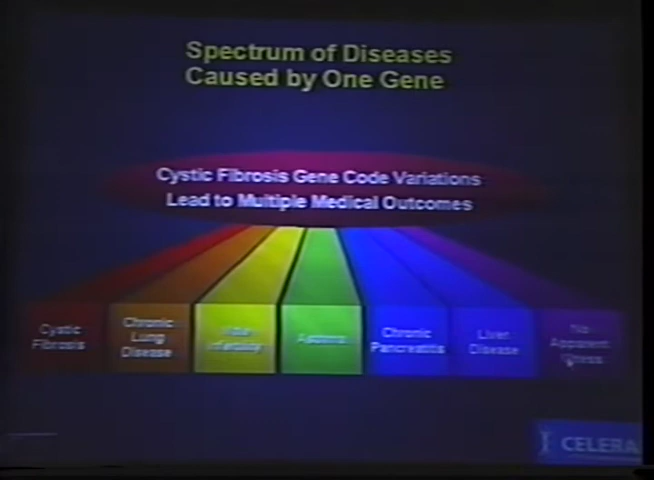 Spectrum of Diseases
Caused by One Gene
Cystic Fibrosis Gene Code Variations
Lead to Multiple Medical Outcomes
Cystic
Fibrosis
Chronic
Lung
Disease
Infertility
Asthma
Chronic
Pancreatitis
Liver
Disease
No
Apparent
CELERA